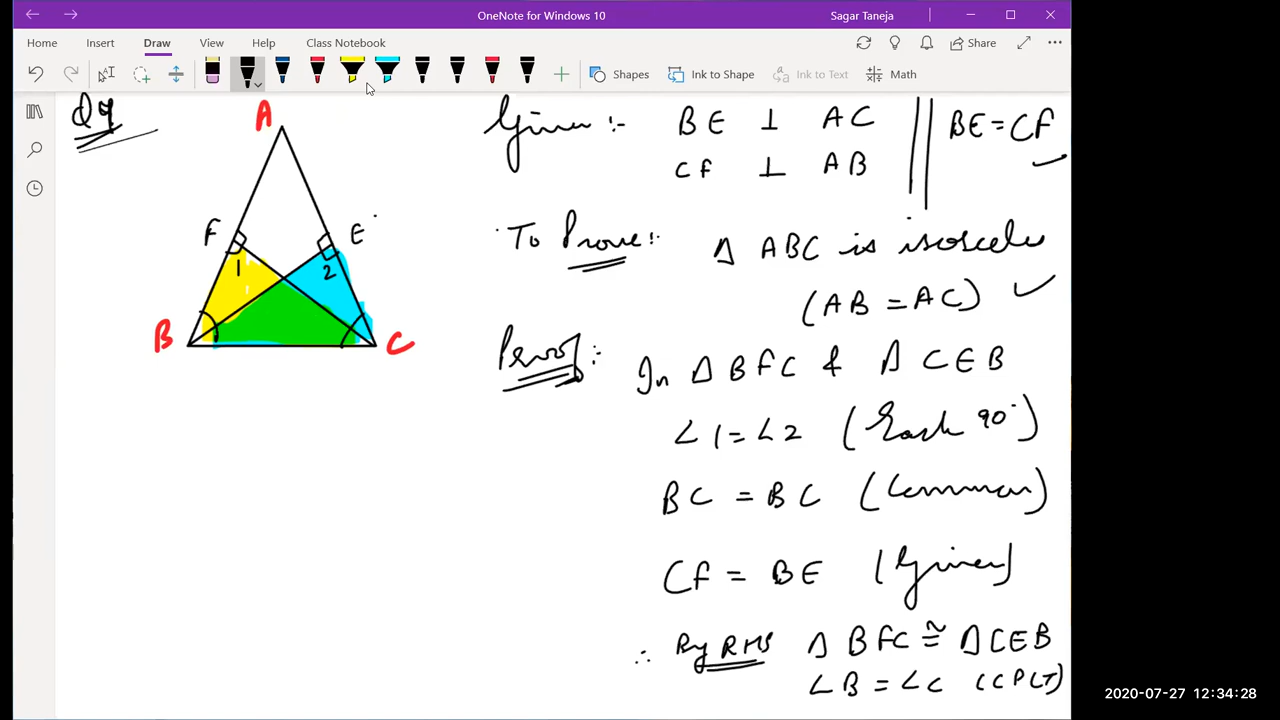 OneNote for Windows 10
Sagar Taneja
Home Insert Draw View Help Class Notebook
Share
Shapes Ink to Shape Ink to Text Math
Q4
A
F
E
1
2
B
C
Given :- BE ⊥ AC
CF ⊥ AB
BE = CF
To Prove :- Δ ABC is isosceles
(AB = AC)
Proof :- In Δ BFC & Δ CEB
∠1 = ∠2 (Each 90°)
BC = BC (Common)
CF = BE (Given)
∴ By RHS Δ BFC ≅ Δ CEB
∠B = ∠C (CPCT)
2020-07-27 12:34:28